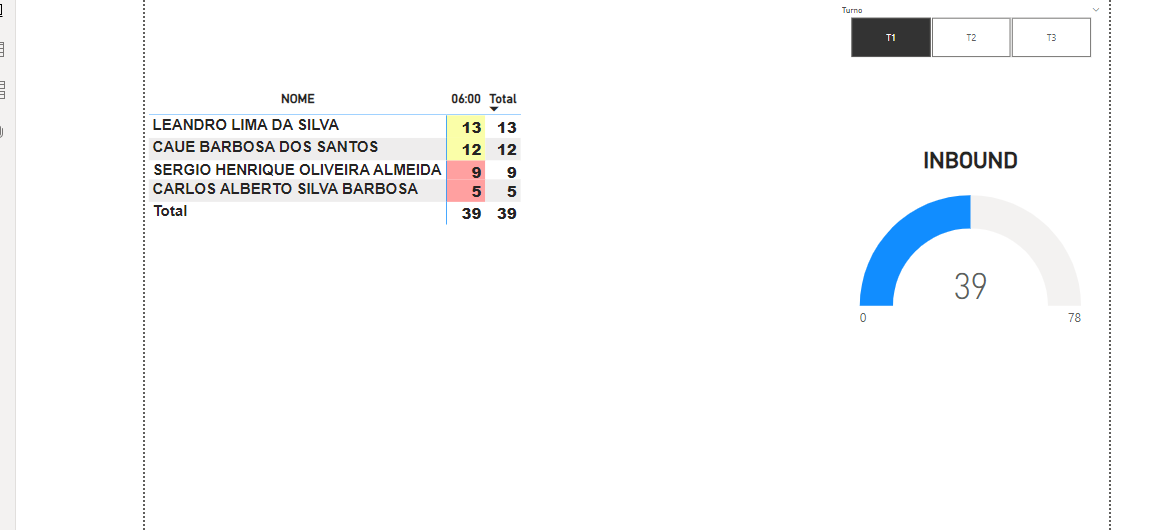 Turno
T1 T2 T3
NOME 06:00 Total
LEANDRO LIMA DA SILVA 13 13
CAUE BARBOSA DOS SANTOS 12 12
SERGIO HENRIQUE OLIVEIRA ALMEIDA 9 9
CARLOS ALBERTO SILVA BARBOSA 5 5
Total 39 39
INBOUND
39
0 78